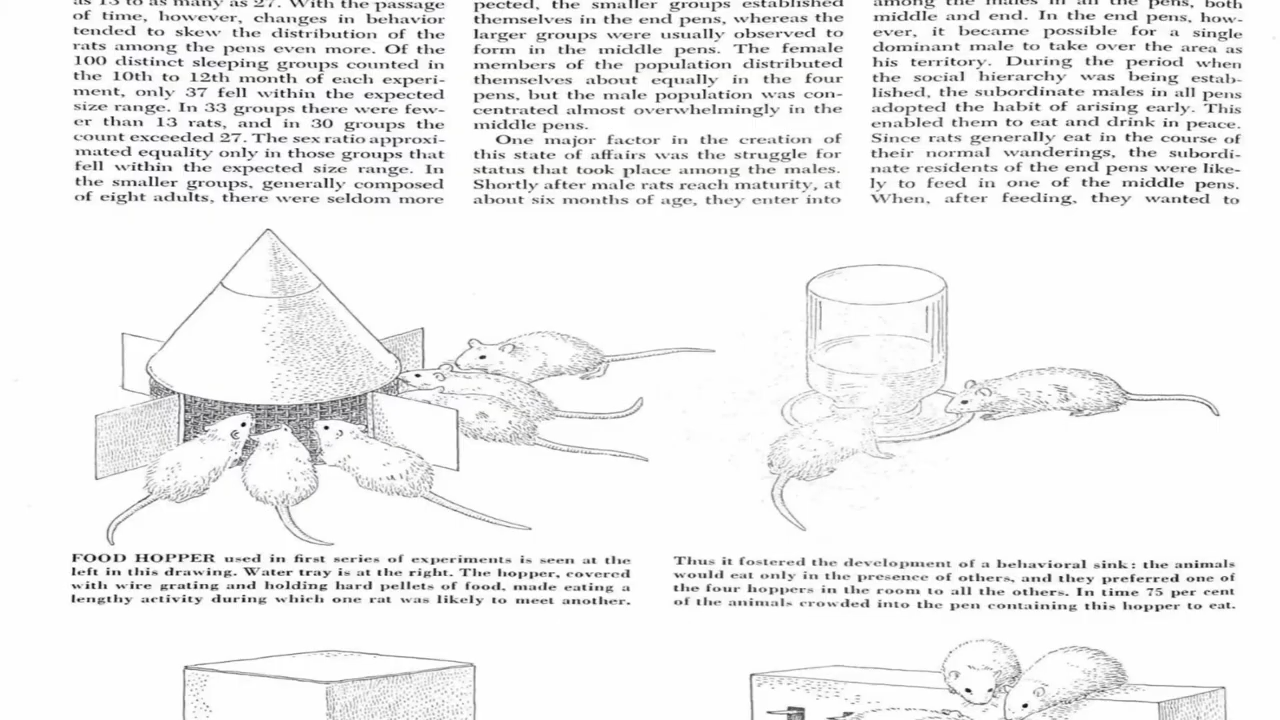 as 13 to as many as 27. With the passage
of time, however, changes in behavior
tended to skew the distribution of the
rats among the pens even more. Of the
100 distinct sleeping groups counted in
the 10th to 12th month of each experi-
ment, only 37 fell within the expected
size range. In 33 groups there were few-
er than 13 rats, and in 30 groups the
count exceeded 27. The sex ratio approxi-
mated equality only in those groups that
fell within the expected size range. In
the smaller groups, generally composed
of eight adults, there were seldom more
pected, the smaller groups established
themselves in the end pens, whereas the
larger groups were usually observed to
form in the middle pens. The female
members of the population distributed
themselves about equally in the four
pens, but the male population was con-
centrated almost overwhelmingly in the
middle pens.
One major factor in the creation of
this state of affairs was the struggle for
status that took place among the males.
Shortly after male rats reach maturity, at
about six months of age, they enter into
among the males in all the pens, both
middle and end. In the end pens, how-
ever, it became possible for a single
dominant male to take over the area as
his territory. During the period when
the social hierarchy was being estab-
lished, the subordinate males in all pens
adopted the habit of arising early. This
enabled them to eat and drink in peace.
Since rats generally eat in the course of
their normal wanderings, the subordi-
nate residents of the end pens were like-
ly to feed in one of the middle pens.
When, after feeding, they wanted to
FOOD HOPPER used in first series of experiments is seen at the
left in this drawing. Water tray is at the right. The hopper, covered
with wire grating and holding hard pellets of food, made eating a
lengthy activity during which one rat was likely to meet another.
Thus it fostered the development of a behavioral sink: the animals
would eat only in the presence of others, and they preferred one of
the four hoppers in the room to all the others. In time 75 per cent
of the animals crowded into the pen containing this hopper to eat.